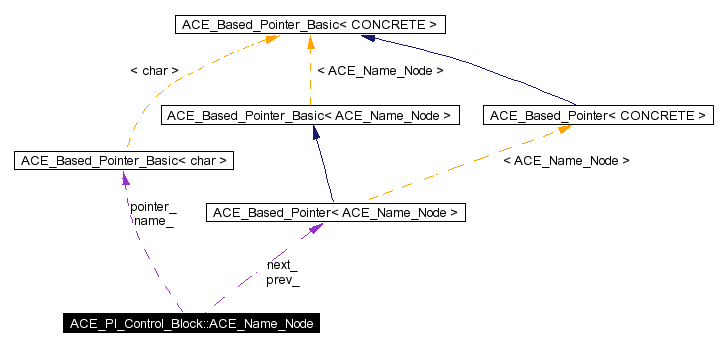 ACE_Based_Pointer_Basic< CONCRETE >
< char >
< ACE_Name_Node >
ACE_Based_Pointer_Basic< ACE_Name_Node >
ACE_Based_Pointer< CONCRETE >
ACE_Based_Pointer_Basic< char >
< ACE_Name_Node >
pointer_
name_
ACE_Based_Pointer< ACE_Name_Node >
next_
prev_
ACE_PI_Control_Block::ACE_Name_Node